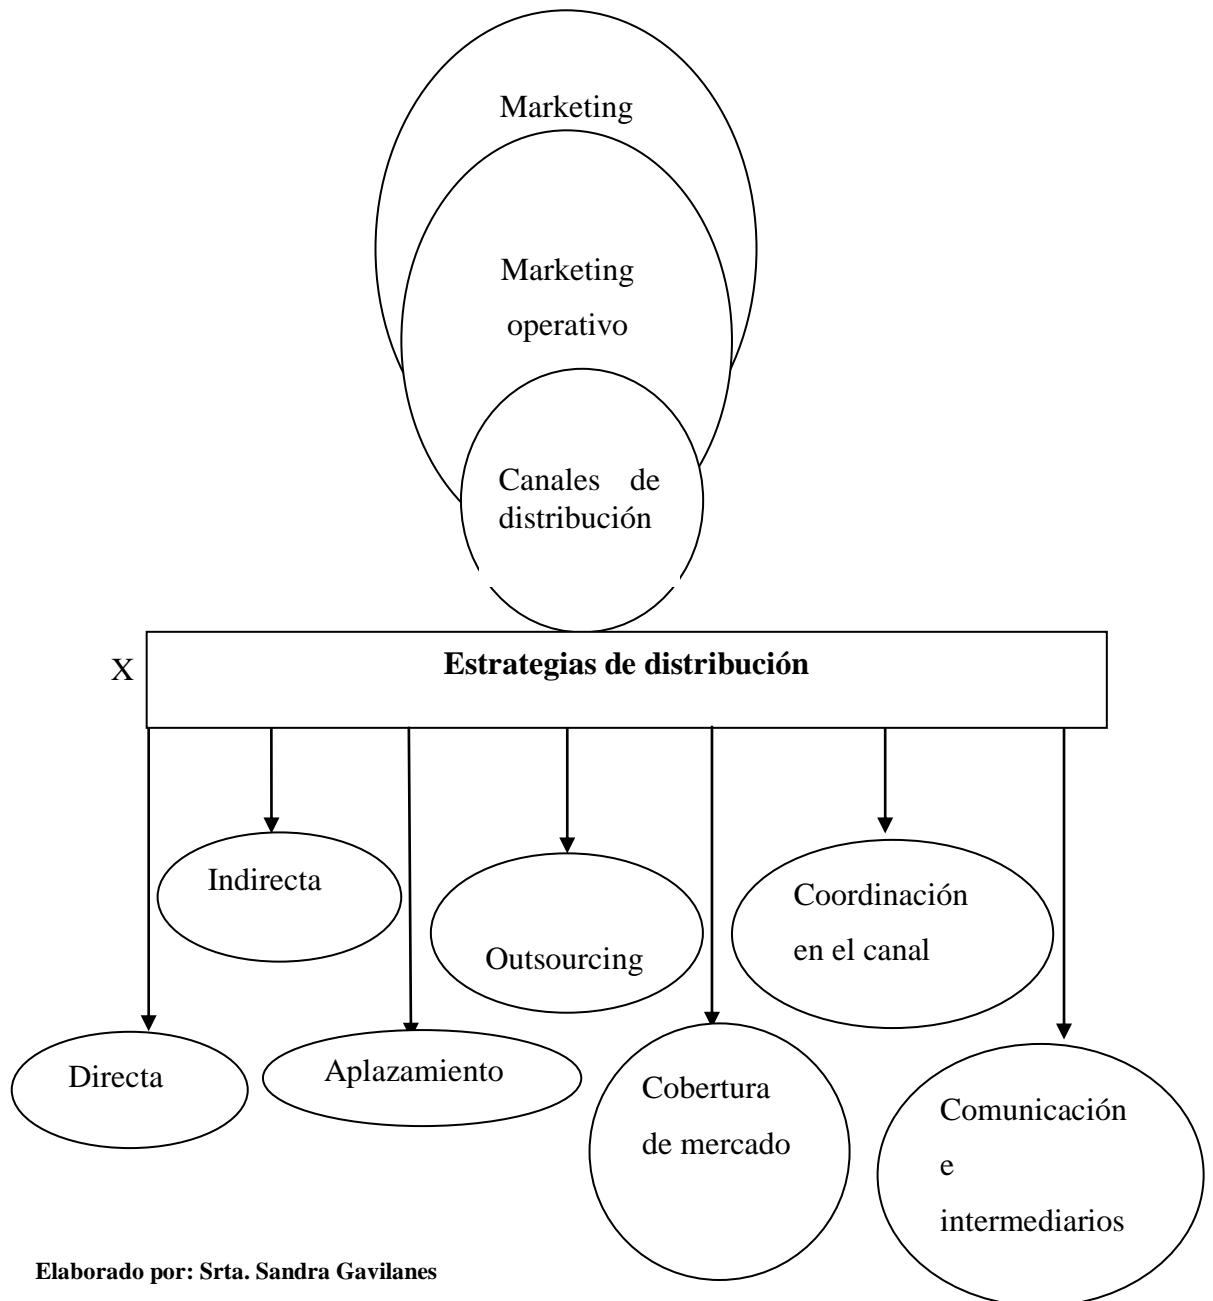 Marketing
Marketing
operativo
Canales de
distribución
X
Estrategias de distribución
Indirecta
Outsourcing
Coordinación
en el canal
Directa
Aplazamiento
Cobertura
de mercado
Comunicación
e
intermediarios
Elaborado por: Srta. Sandra Gavilanes